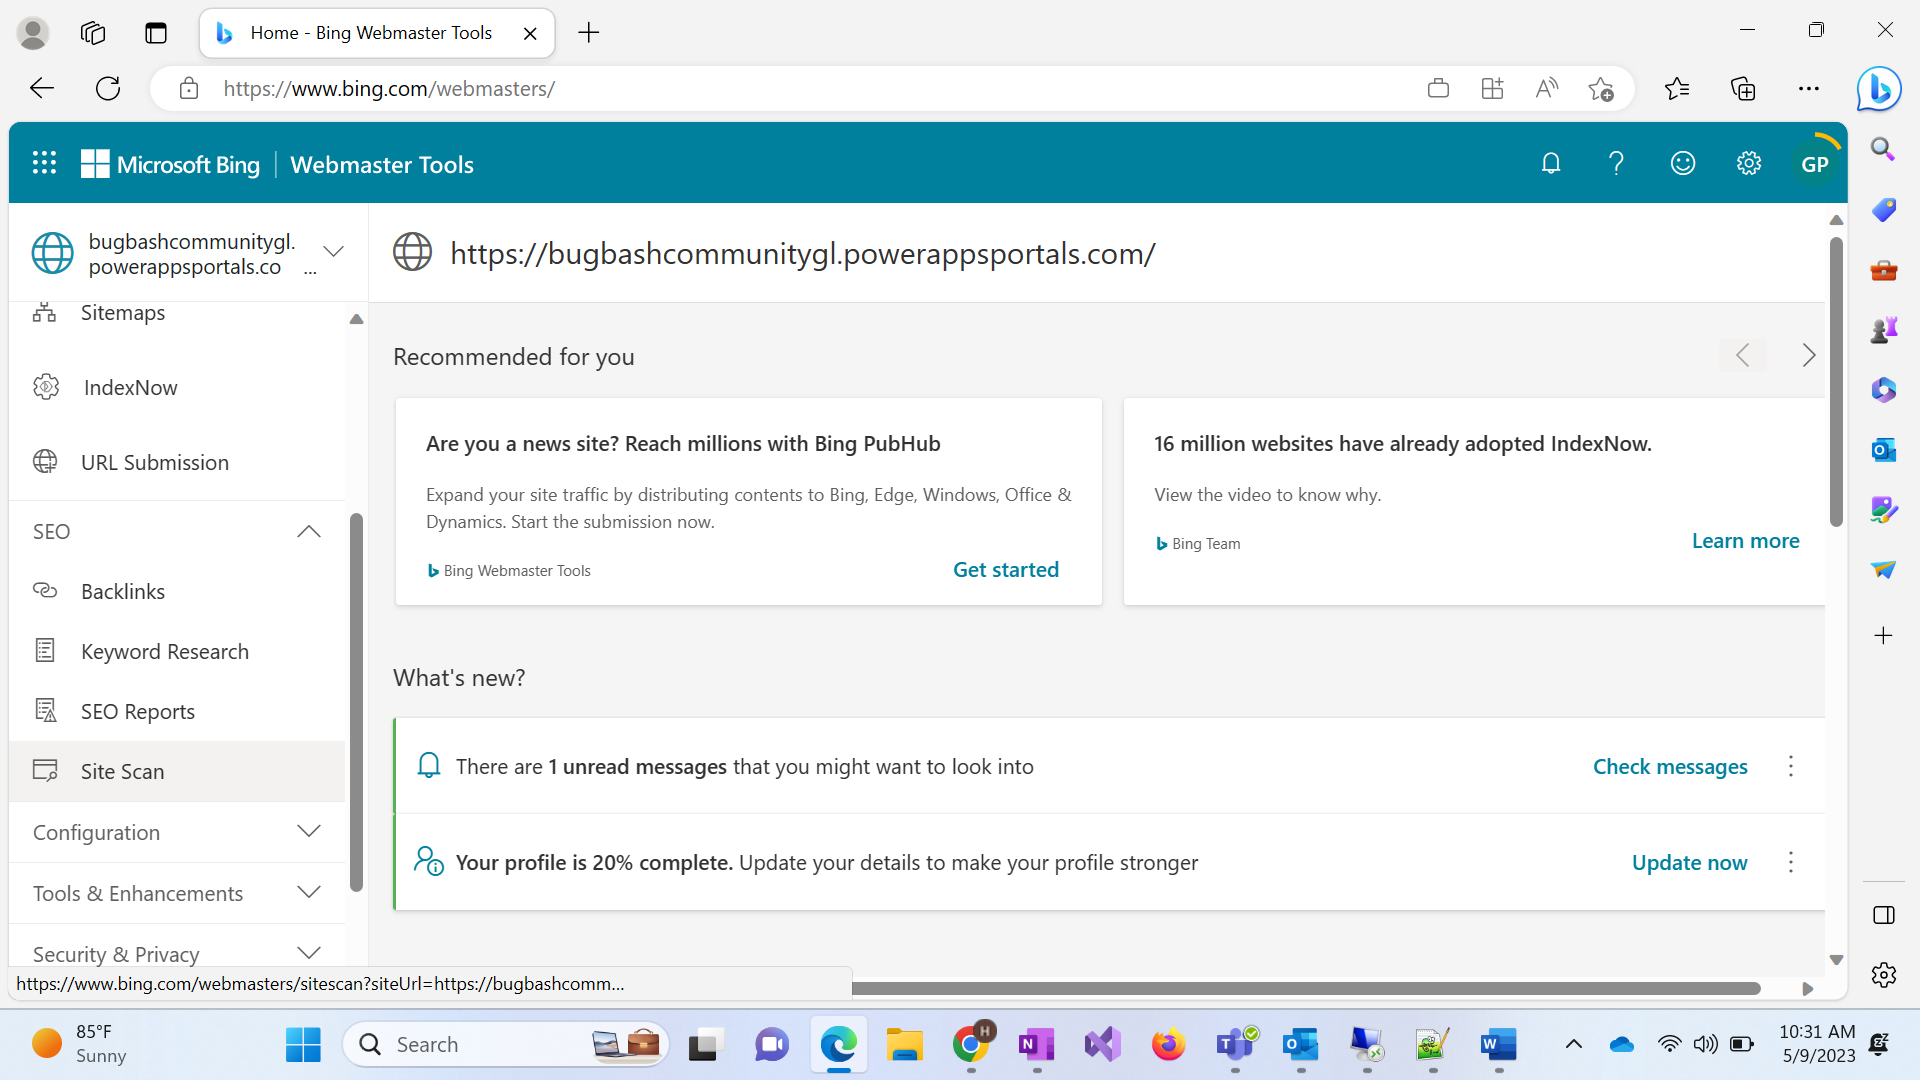 Home - Bing Webmaster Tools
https://www.bing.com/webmasters/
Microsoft Bing | Webmaster Tools
GP
bugbashcommunitygl.
powerappsportals.co ...
https://bugbashcommunitygl.powerappsportals.com/
Sitemaps
IndexNow
URL Submission
SEO
Backlinks
Keyword Research
SEO Reports
Site Scan
Configuration
Tools & Enhancements
Security & Privacy
Recommended for you
Are you a news site? Reach millions with Bing PubHub
Expand your site traffic by distributing contents to Bing, Edge, Windows, Office &
Dynamics. Start the submission now.
Bing Webmaster Tools
Get started
16 million websites have already adopted IndexNow.
View the video to know why.
Bing Team
Learn more
What's new?
There are 1 unread messages that you might want to look into
Check messages
Your profile is 20% complete. Update your details to make your profile stronger
Update now
https://www.bing.com/webmasters/sitescan?siteUrl=https://bugbashcomm...
85°F
Sunny
Search
H
10:31 AM
5/9/2023